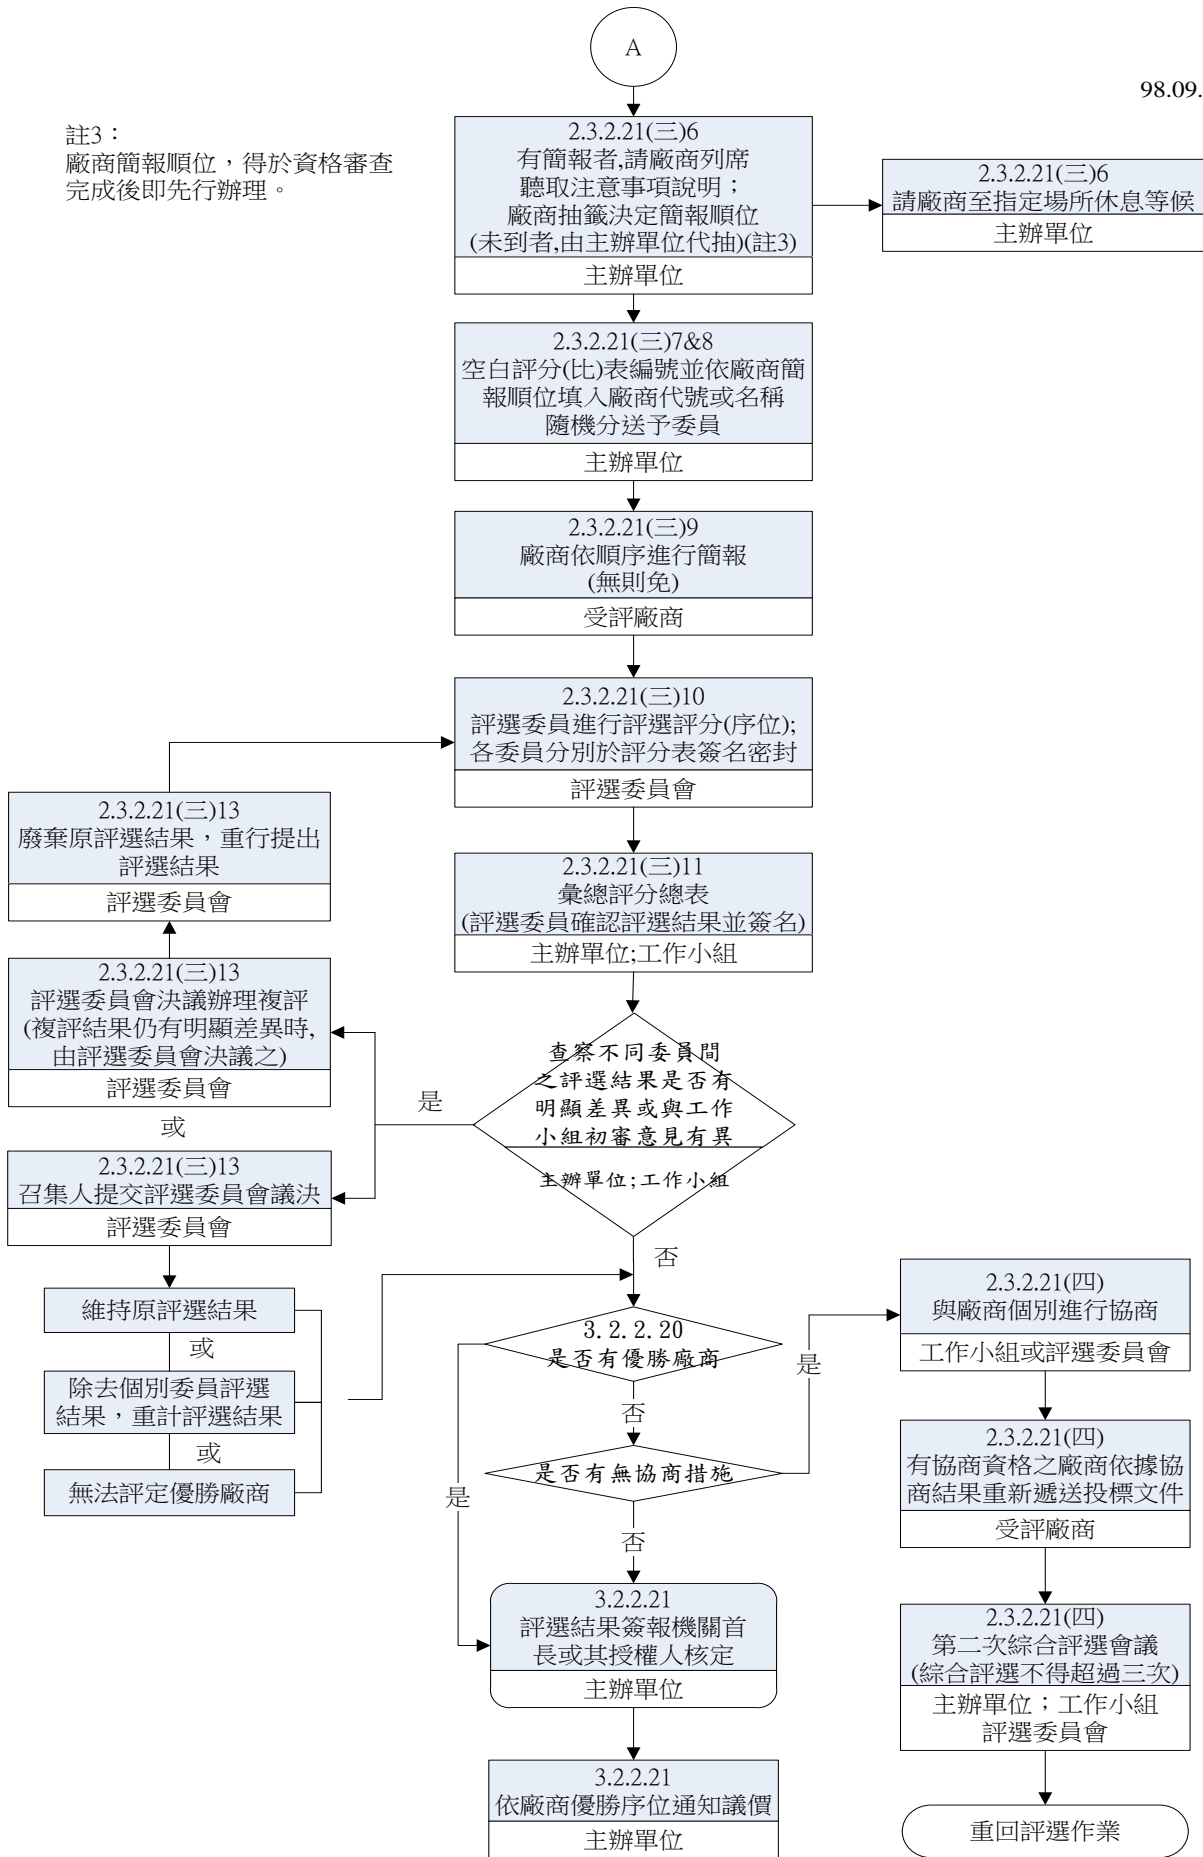 A
98.09.
註3：
廠商簡報順位，得於資格審查
完成後即先行辦理。
2.3.2.21(三)6
有簡報者,請廠商列席
聽取注意事項說明；
廠商抽籤決定簡報順位
(未到者,由主辦單位代抽)(註3)
主辦單位
2.3.2.21(三)6
請廠商至指定場所休息等候
主辦單位
2.3.2.21(三)7&8
空白評分(比)表編號並依廠商簡
報順位填入廠商代號或名稱
隨機分送予委員
主辦單位
2.3.2.21(三)9
廠商依順序進行簡報
(無則免)
受評廠商
2.3.2.21(三)10
評選委員進行評選評分(序位);
各委員分別於評分表簽名密封
評選委員會
2.3.2.21(三)13
廢棄原評選結果，重行提出
評選結果
評選委員會
2.3.2.21(三)11
彙總評分總表
(評選委員確認評選結果並簽名)
主辦單位;工作小組
2.3.2.21(三)13
評選委員會決議辦理複評
(複評結果仍有明顯差異時,
由評選委員會決議之)
評選委員會
或
是
查察不同委員間
之評選結果是否有
明顯差異或與工作
小組初審意見有異
主辦單位;工作小組
2.3.2.21(三)13
召集人提交評選委員會議決
評選委員會
否
維持原評選結果
或
除去個別委員評選
結果，重計評選結果
或
無法評定優勝廠商
3.2.2.20
是否有優勝廠商
是
否
是否有無協商措施
是
否
2.3.2.21(四)
與廠商個別進行協商
工作小組或評選委員會
2.3.2.21(四)
有協商資格之廠商依據協
商結果重新遞送投標文件
受評廠商
3.2.2.21
評選結果簽報機關首
長或其授權人核定
主辦單位
2.3.2.21(四)
第二次綜合評選會議
(綜合評選不得超過三次)
主辦單位；工作小組
評選委員會
3.2.2.21
依廠商優勝序位通知議價
主辦單位
重回評選作業